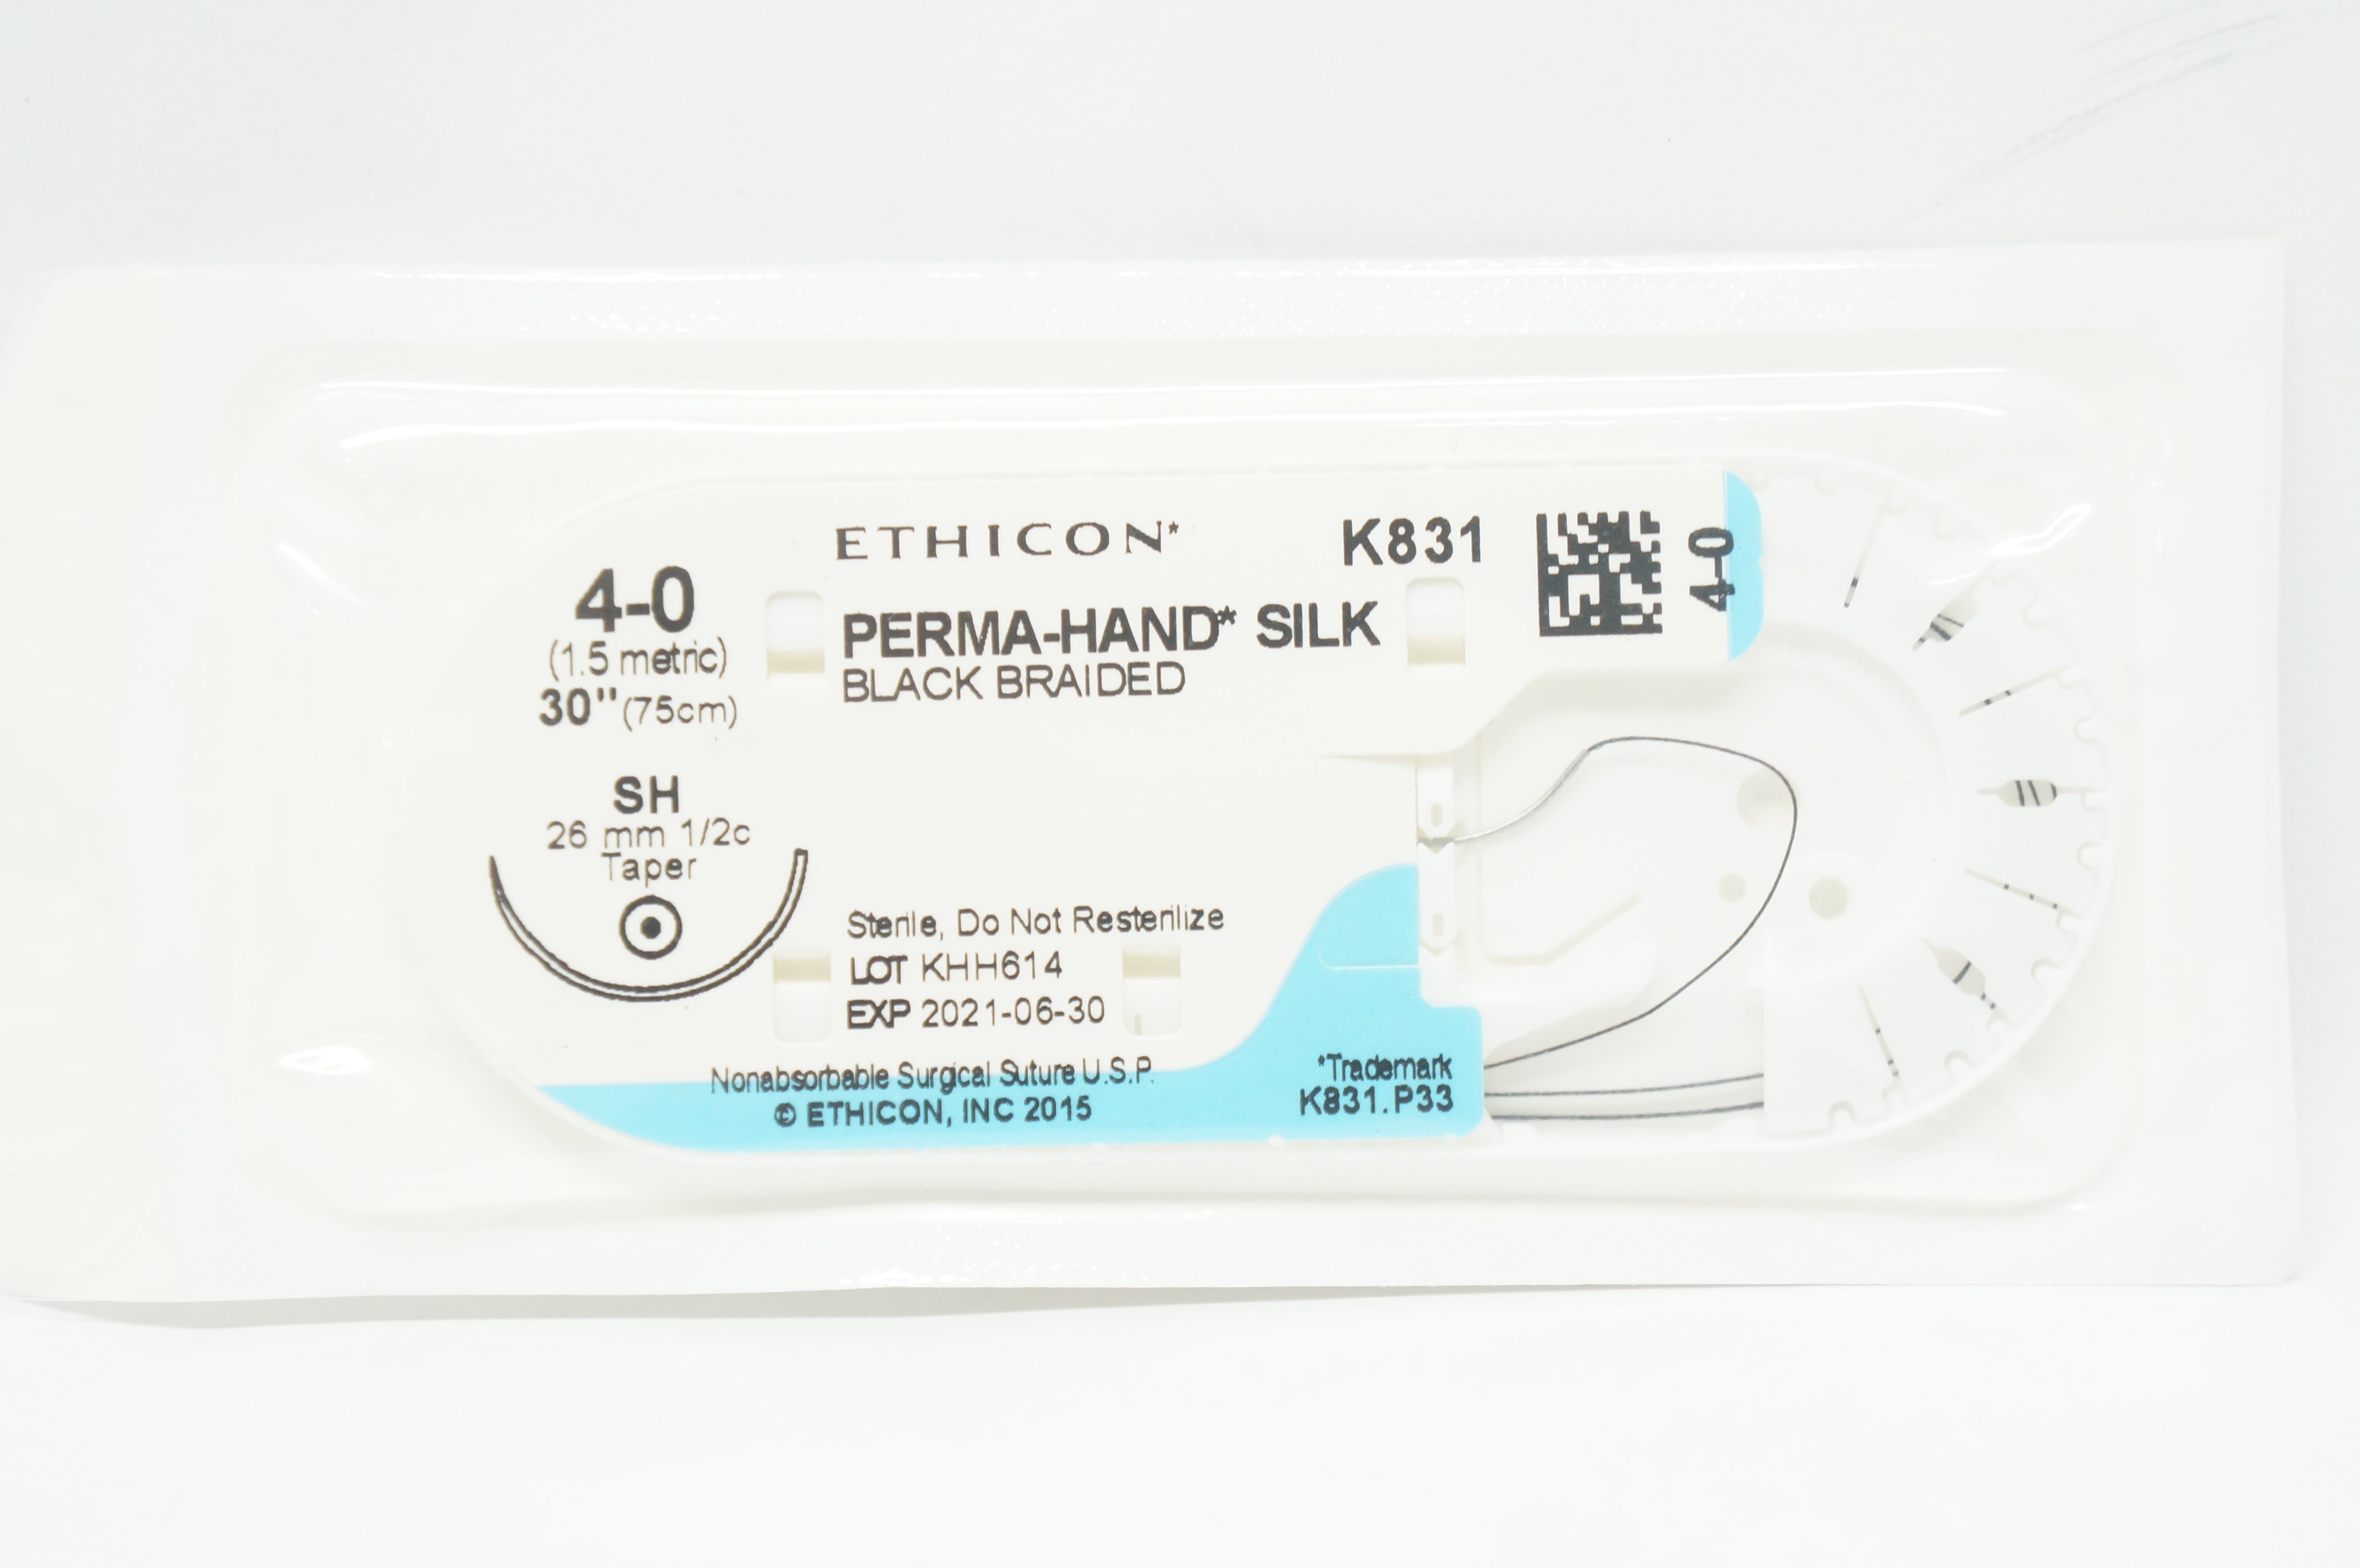 ETHICON*
K831
4-0
4-0
(1.5 metric)
30" (75cm)
PERMA-HAND* SILK
BLACK BRAIDED
SH
26 mm 1/2c
Taper
Sterile, Do Not Resterilize
LOT KHH614
EXP 2021-06-30
Nonabsorbable Surgical Suture U.S.P.
© ETHICON, INC 2015
*Trademark
K831.P33